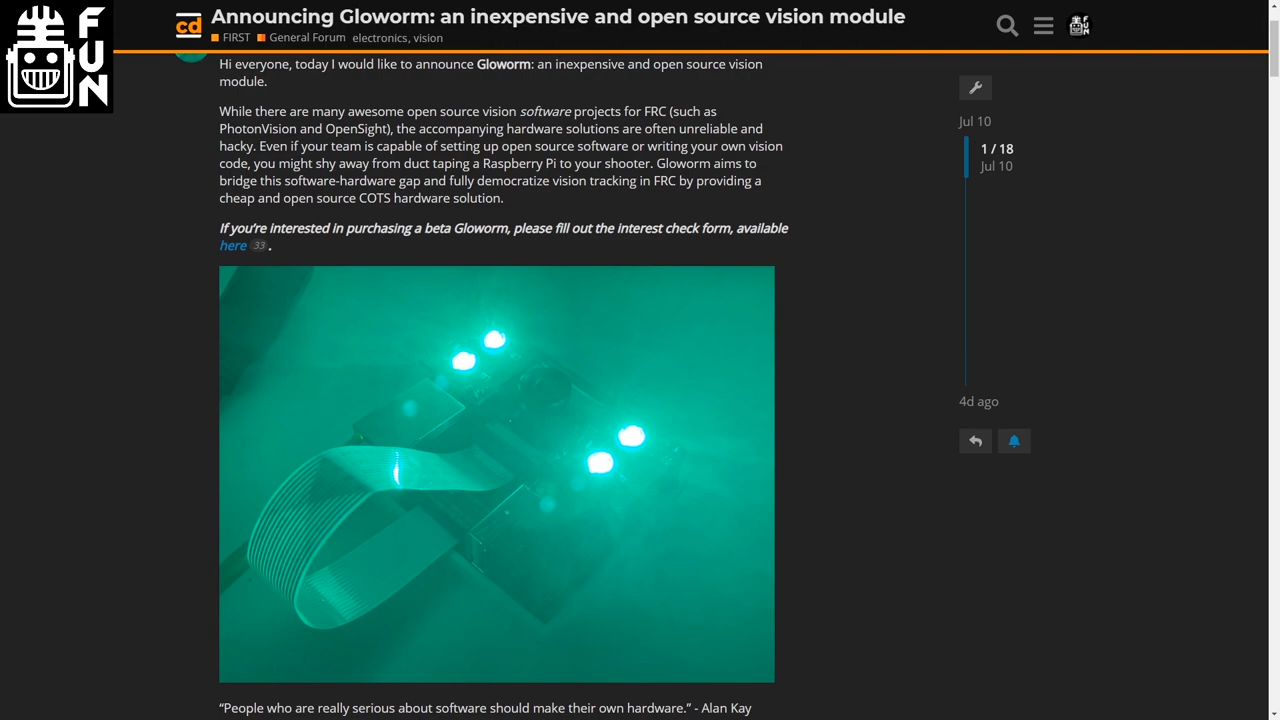 FUN
cd
Announcing Gloworm: an inexpensive and open source vision module
FIRST General Forum electronics, vision
Hi everyone, today I would like to announce Gloworm: an inexpensive and open source vision
module.
While there are many awesome open source vision software projects for FRC (such as
PhotonVision and OpenSight), the accompanying hardware solutions are often unreliable and
hacky. Even if your team is capable of setting up open source software or writing your own vision
code, you might shy away from duct taping a Raspberry Pi to your shooter. Gloworm aims to
bridge this software-hardware gap and fully democratize vision tracking in FRC by providing a
cheap and open source COTS hardware solution.
If you're interested in purchasing a beta Gloworm, please fill out the interest check form, available
here 33 .
“People who are really serious about software should make their own hardware.” - Alan Kay
Jul 10
1 / 18
Jul 10
4d ago